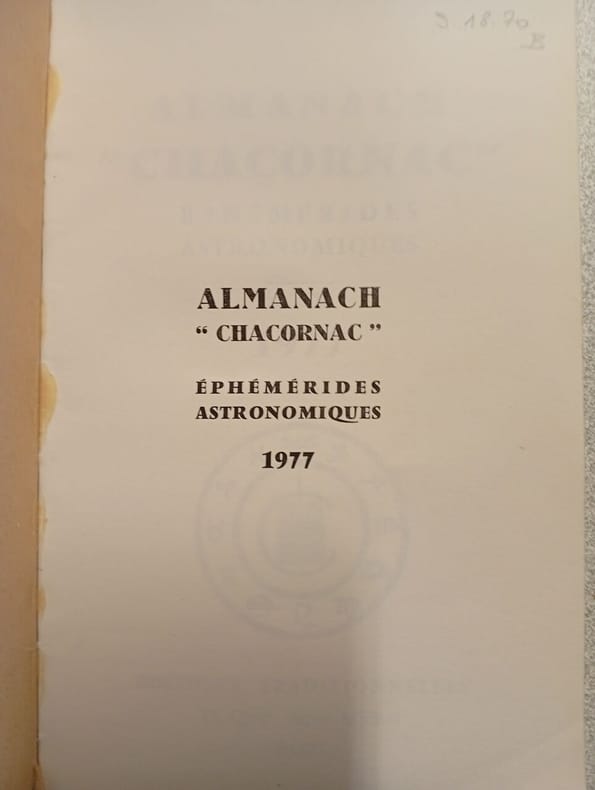 ALMANACH
“ CHACORNAC ”
ÉPHÉMÉRIDES
ASTRONOMIQUES
1977